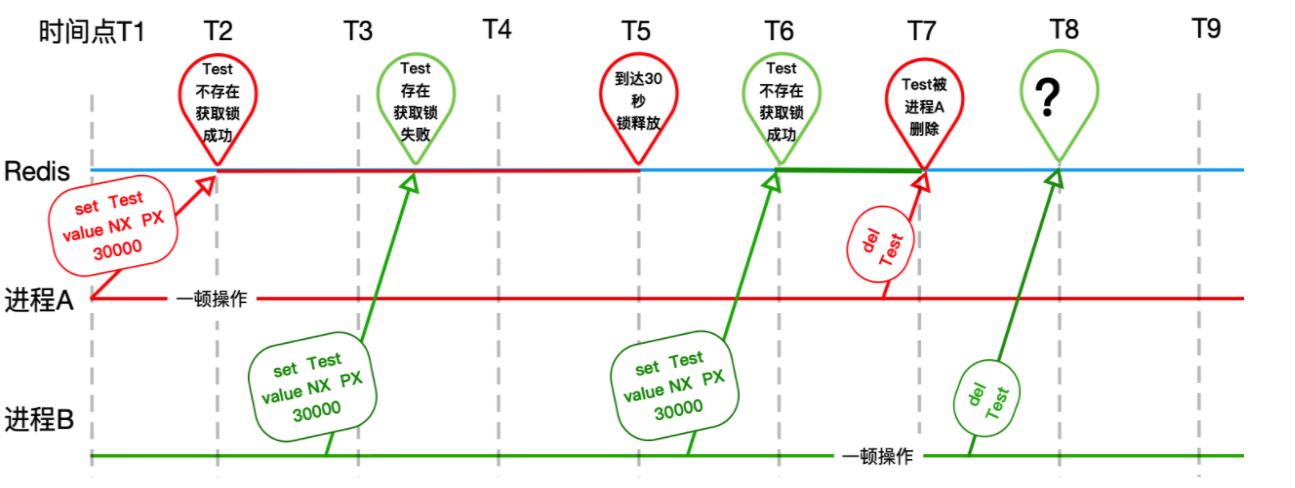 时间点T1 T2 T3 T4 T5 T6 T7 T8 T9
Test
不存在
获取锁
成功
Test
存在
获取锁
失败
到达30
秒
锁释放
Test
不存在
获取锁
成功
Test被
进程A
删除
?
Redis
set Test
value NX PX
30000
del
Test
进程A
一顿操作
set Test
value NX PX
30000
set Test
value NX PX
30000
del
Test
进程B
一顿操作